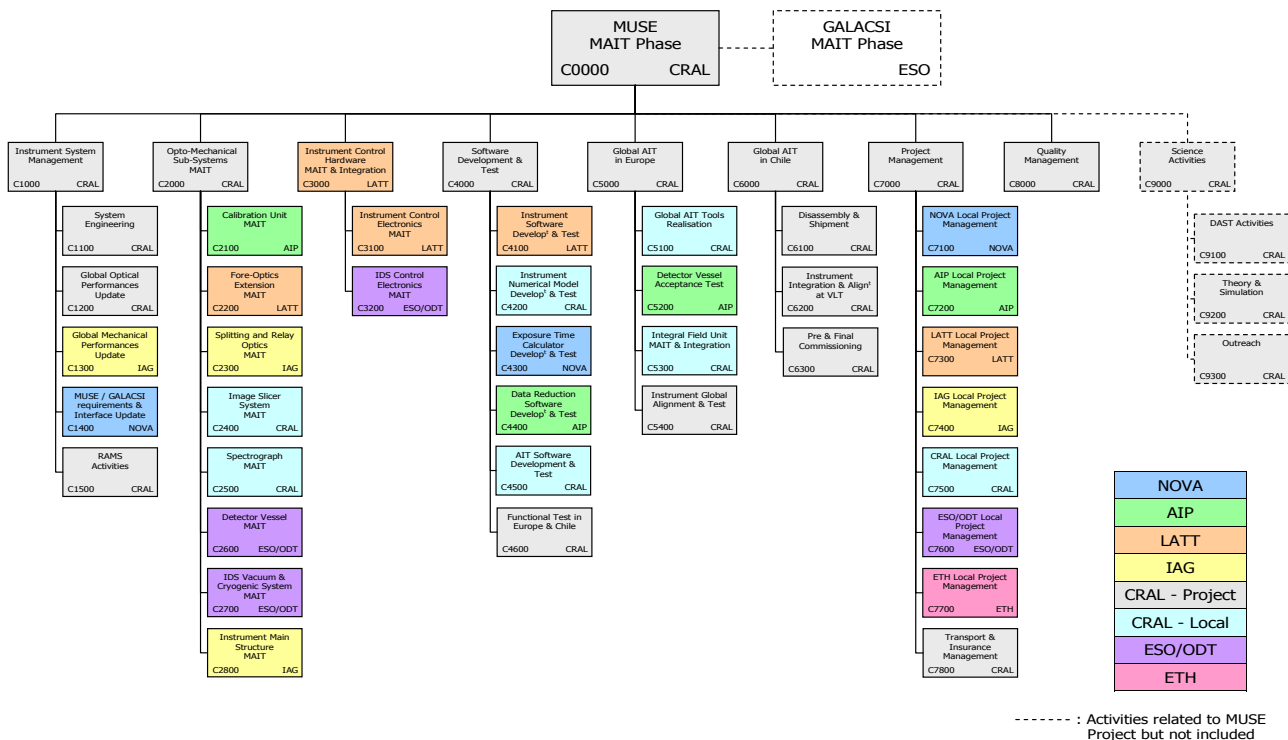 MUSE
MAIT Phase
C0000 CRAL
GALACSI
MAIT Phase
ESO
Instrument System
Management
C1000 CRAL
Opto-Mechanical
Sub-Systems
MAIT
C2000 CRAL
Instrument Control
Hardware
MAIT & Integration
C3000 LATT
Software
Development &
Test
C4000 CRAL
Global AIT
in Europe
C5000 CRAL
Global AIT
in Chile
C6000 CRAL
Project
Management
C7000 CRAL
Quality
Management
C8000 CRAL
Science
Activities
C9000 CRAL
System
Engineering
C1100 CRAL
Global Optical
Performances
Update
C1200 CRAL
Global Mechanical
Performances
Update
C1300 IAG
MUSE / GALACSI
requirements &
Interface Update
C1400 NOVA
RAMS
Activities
C1500 CRAL
Calibration Unit
MAIT
C2100 AIP
Fore-Optics
Extension
MAIT
C2200 LATT
Splitting and Relay
Optics
MAIT
C2300 IAG
Image Slicer
System
MAIT
C2400 CRAL
Spectrograph
MAIT
C2500 CRAL
Detector Vessel
MAIT
C2600 ESO/ODT
IDS Vacuum &
Cryogenic System
MAIT
C2700 ESO/ODT
Instrument Main
Structure
MAIT
C2800 IAG
Instrument Control
Electronics
MAIT
C3100 LATT
IDS Control
Electronics
MAIT
C3200 ESO/ODT
Instrument
Software
Developᵗ & Test
C4100 LATT
Instrument
Numerical Model
Developᵗ & Test
C4200 CRAL
Exposure Time
Calculator
Developᵗ & Test
C4300 NOVA
Data Reduction
Software
Developᵗ & Test
C4400 AIP
AIT Software
Development &
Test
C4500 CRAL
Functional Test in
Europe & Chile
C4600 CRAL
Global AIT Tools
Realisation
C5100 CRAL
Detector Vessel
Acceptance Test
C5200 AIP
Integral Field Unit
MAIT & Integration
C5300 CRAL
Instrument Global
Alignment & Test
C5400 CRAL
Disassembly &
Shipment
C6100 CRAL
Instrument
Integration & Alignᵗ
at VLT
C6200 CRAL
Pre & Final
Commissioning
C6300 CRAL
NOVA Local Project
Management
C7100 NOVA
AIP Local Project
Management
C7200 AIP
LATT Local Project
Management
C7300 LATT
IAG Local Project
Management
C7400 IAG
CRAL Local Project
Management
C7500 CRAL
ESO/ODT Local
Project
Management
C7600 ESO/ODT
ETH Local Project
Management
C7700 ETH
Transport &
Insurance
Management
C7800 CRAL
DAST Activities
C9100 CRAL
Theory &
Simulation
C9200 CRAL
Outreach
C9300 CRAL
NOVA
AIP
LATT
IAG
CRAL - Project
CRAL - Local
ESO/ODT
ETH
: Activities related to MUSE
Project but not included